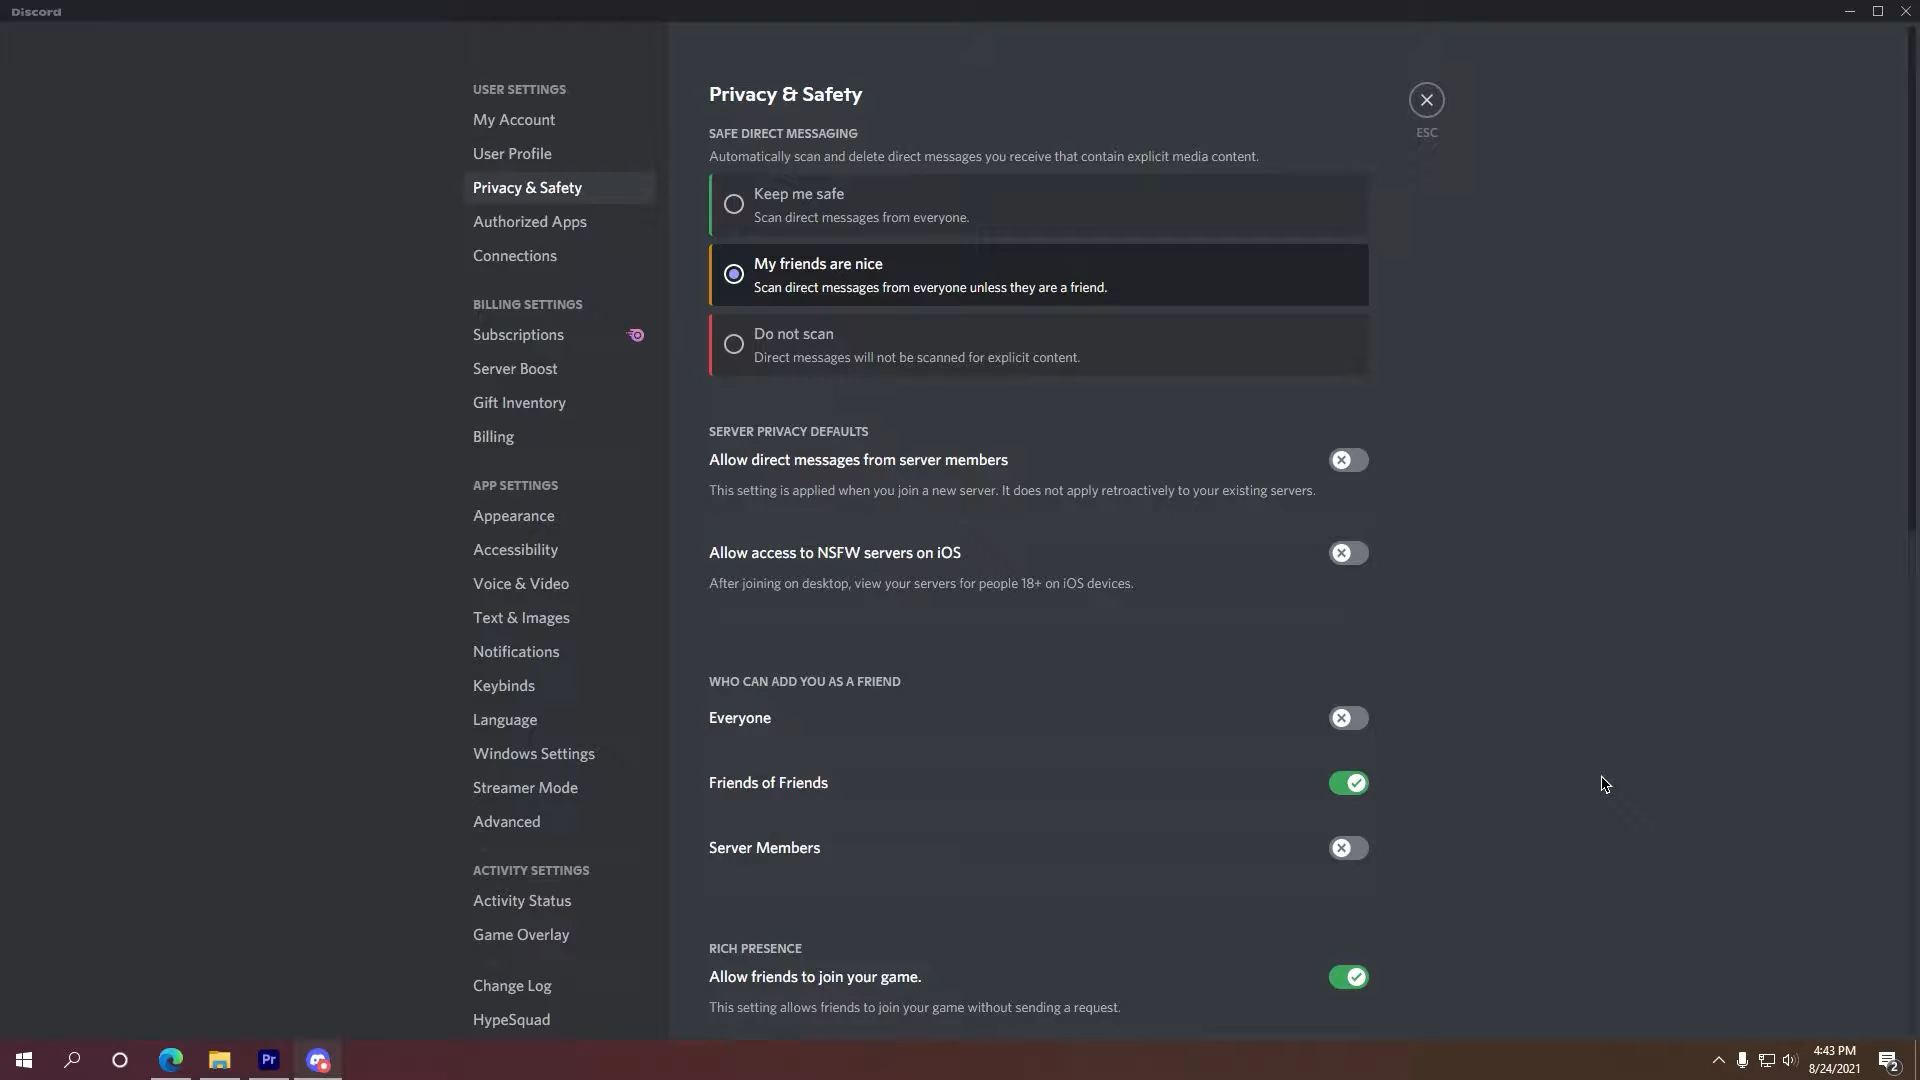 Discord
USER SETTINGS
My Account
User Profile
Privacy & Safety
Authorized Apps
Connections
BILLING SETTINGS
Subscriptions
Server Boost
Gift Inventory
Billing
APP SETTINGS
Appearance
Accessibility
Voice & Video
Text & Images
Notifications
Keybinds
Language
Windows Settings
Streamer Mode
Advanced
ACTIVITY SETTINGS
Activity Status
Game Overlay
Change Log
HypeSquad
Privacy & Safety
ESC
SAFE DIRECT MESSAGING
Automatically scan and delete direct messages you receive that contain explicit media content.
Keep me safe
Scan direct messages from everyone.
My friends are nice
Scan direct messages from everyone unless they are a friend.
Do not scan
Direct messages will not be scanned for explicit content.
SERVER PRIVACY DEFAULTS
Allow direct messages from server members
This setting is applied when you join a new server. It does not apply retroactively to your existing servers.
Allow access to NSFW servers on iOS
After joining on desktop, view your servers for people 18+ on iOS devices.
WHO CAN ADD YOU AS A FRIEND
Everyone
Friends of Friends
Server Members
RICH PRESENCE
Allow friends to join your game.
This setting allows friends to join your game without sending a request.
Pr
4:43 PM
8/24/2021
2